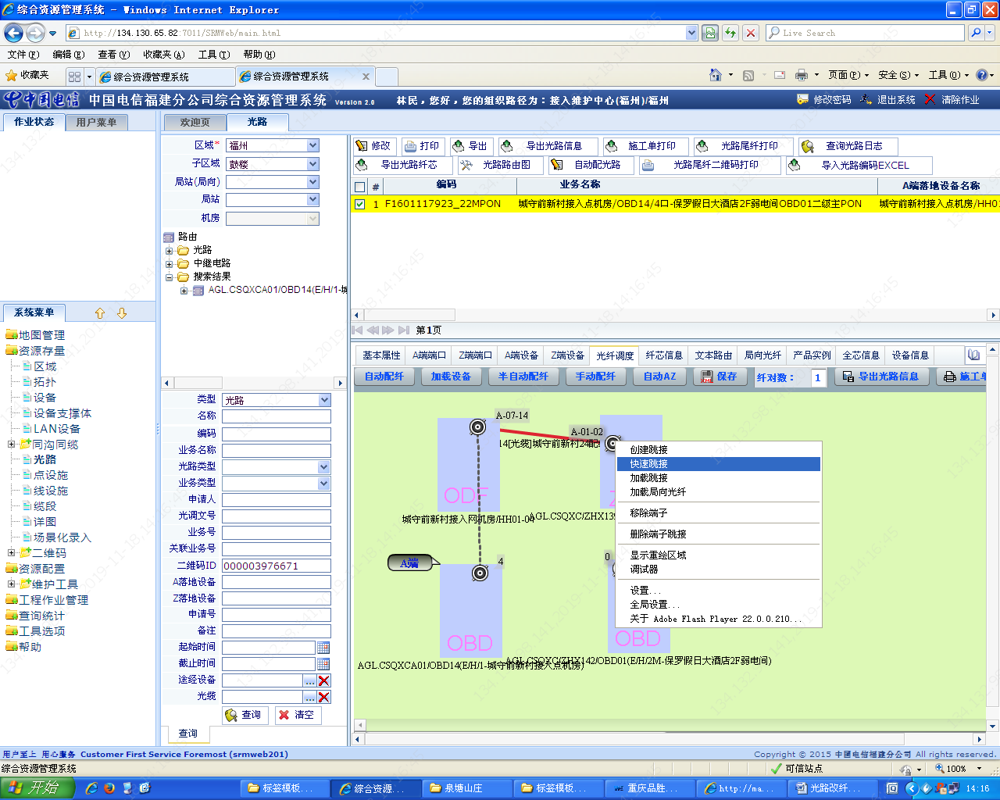 综合资源管理系统 - Windows Internet Explorer
http://134.130.65.82:7011/SRMWeb/main.html
Live Search
文件(F) 编辑(E) 查看(V) 收藏夹(A) 工具(T) 帮助(H)
收藏夹 综合资源管理系统 综合资源管理系统 页面(P) 安全(S) 工具(O)
中国电信 中国电信福建分公司综合资源管理系统 Version 2.0 林民，您好，您的组织路径为：接入维护中心(福州)/福州 修改密码 退出系统 清除作业
作业状态 用户菜单
欢迎页 光路
系统菜单
地图管理
资源存量
区域
拓扑
设备
设备支撑体
LAN设备
同沟同缆
光路
点设施
线设施
缆段
详图
场景化录入
二维码
资源配置
维护工具
工程作业管理
查询统计
工具选项
帮助
区域* 福州
子区域 鼓楼
局站(局向)
局站
机房
路由
光路
中继电路
搜索结果
AGL.CSQXCA01/OBD14(E/H/1-城
类型 光路
名称
编码
业务名称
光路类型
业务类型
申请人
光调文号
业务号
关联业务号
二维码ID 000003976671
A落地设备
Z落地设备
申请号
备注
起始时间
截止时间
途经设备 ...
光缆 ...
查询 清空
查询
修改 打印 导出 导出光路信息 施工单打印 光路尾纤打印 查询光路日志
导出光路纤芯 光路路由图 自动配光路 光路尾纤二维码打印 导入光路编码EXCEL
# 编码 业务名称 A端落地设备名称
1 F1601117923_22MPON 城守前新村接入点机房/OBD14/4口-保罗假日大酒店2F弱电间OBD01二级主PON 城守前新村接入点机房/HH01
第1页
基本属性 A端端口 Z端端口 A端设备 Z端设备 光纤调度 纤芯信息 文本路由 局向光纤 产品实例 全芯信息 设备信息
自动配纤 加载设备 半自动配纤 手动配纤 自动AZ 保存 纤对数： 1 导出光路信息 施工单
A-07-14
A-01-02
14[光缆]城守前新村24配
ODF
城守前新村接入网机房/HH01-04
AGL.CSQXC/ZHX139
A端
4
0
OBD
OBD
AGL.CSQXCA01/OBD14(E/H/1-城守前新村接入点机房)
AGL.CSQXC/ZHX142/OBD01(E/H/2M-保罗假日大酒店2F弱电间)
创建跳接
快速跳接
加载跳接
加载局向光纤
移除端子
删除端子跳接
显示重绘区域
调试器
设置...
全局设置...
关于 Adobe Flash Player 22.0.0.210...
用户至上 用心服务 Customer First Service Foremost (srmweb201) Copyright © 2015 中国电信福建分公司 All rights reserved.
综合资源管理系统 可信站点 100%
开始 标签模板... 综合资源... 泉塘山庄 标签模板... 重庆品胜... http://ma... 光路改纤... 14:16